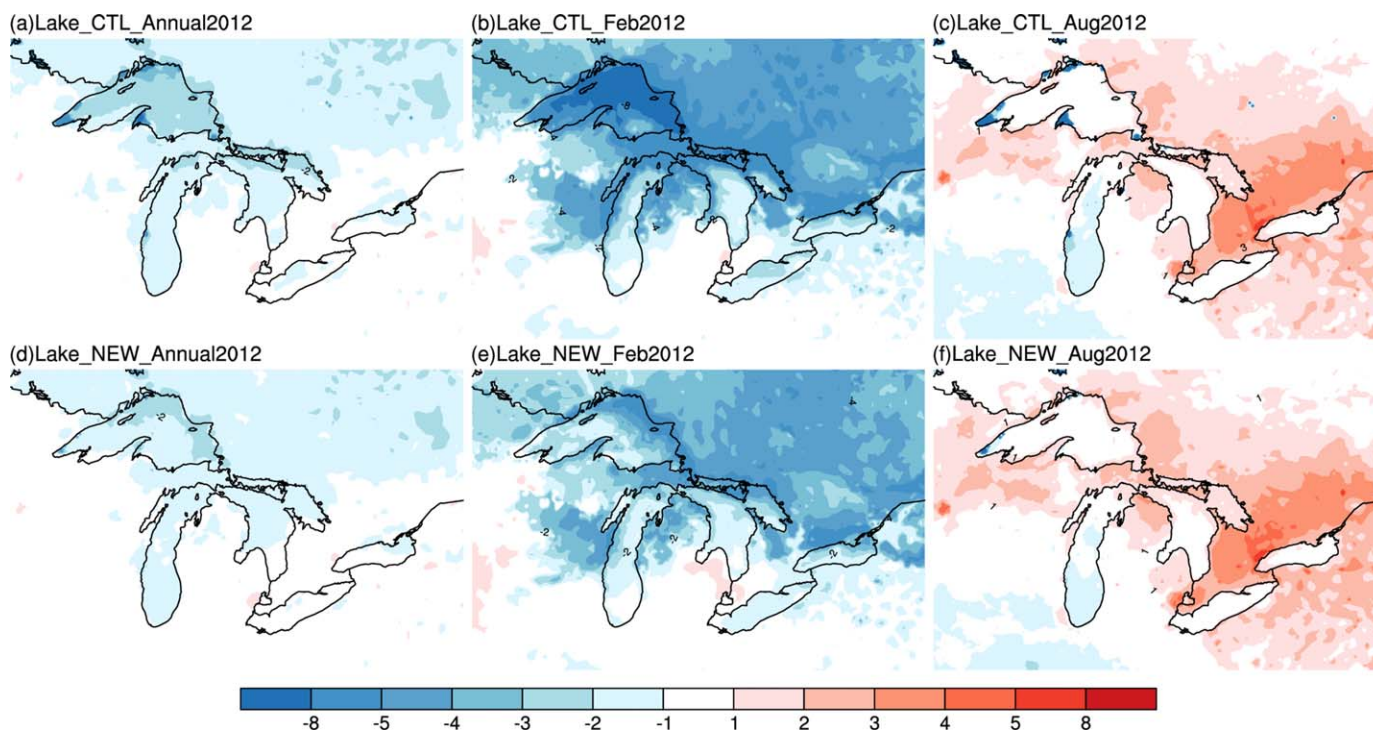 (a)Lake_CTL_Annual2012 (b)Lake_CTL_Feb2012 (c)Lake_CTL_Aug2012
(d)Lake_NEW_Annual2012 (e)Lake_NEW_Feb2012 (f)Lake_NEW_Aug2012
-8 -5 -4 -3 -2 -1 1 2 3 4 5 8